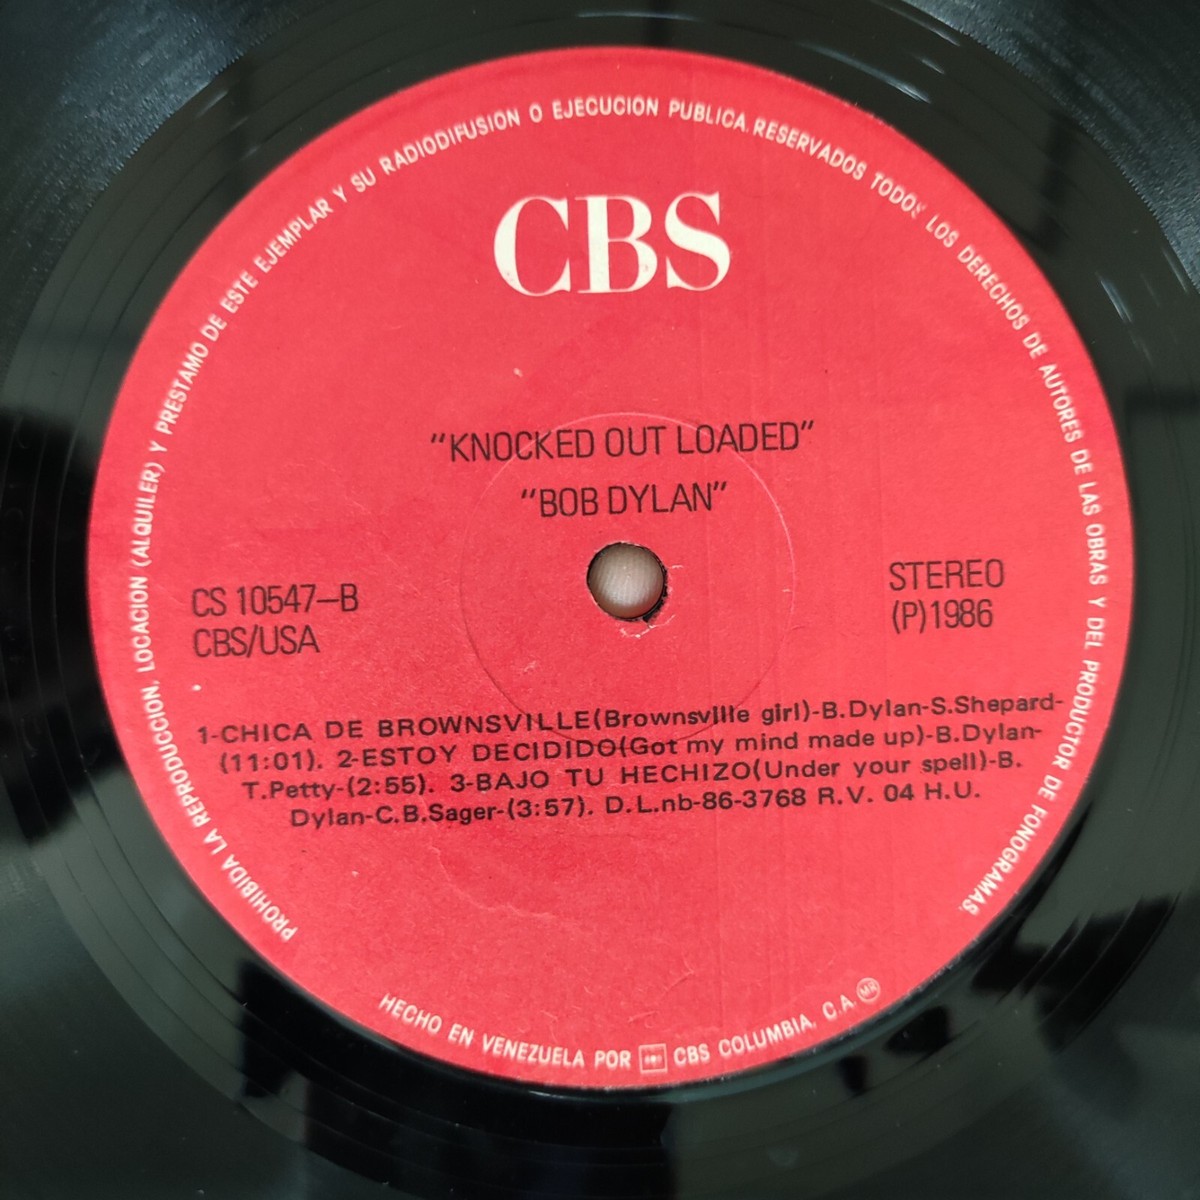 PROHIBIDA LA REPRODUCCION, LOCACION (ALQUILER) Y PRESTAMO DE ESTE EJEMPLAR Y SU RADIODIFUSION O EJECUCION PUBLICA. RESERVADOS TODOS LOS DERECHOS DE AUTORES DE LAS OBRAS Y DEL PRODUCTOR DE FONOGRAMAS.
CBS
"KNOCKED OUT LOADED"
"BOB DYLAN"
CS 10547-B
CBS/USA
STEREO
(P)1986
1-CHICA DE BROWNSVILLE(Brownsville girl)-B.Dylan-S.Shepard-
(11:01). 2-ESTOY DECIDIDO(Got my mind made up)-B.Dylan-
T.Petty-(2:55). 3-BAJO TU HECHIZO(Under your spell)-B.
Dylan-C.B.Sager-(3:57). D.L.nb-86-3768 R.V. 04 H.U.
HECHO EN VENEZUELA POR CBS COLUMBIA, C.A. MR